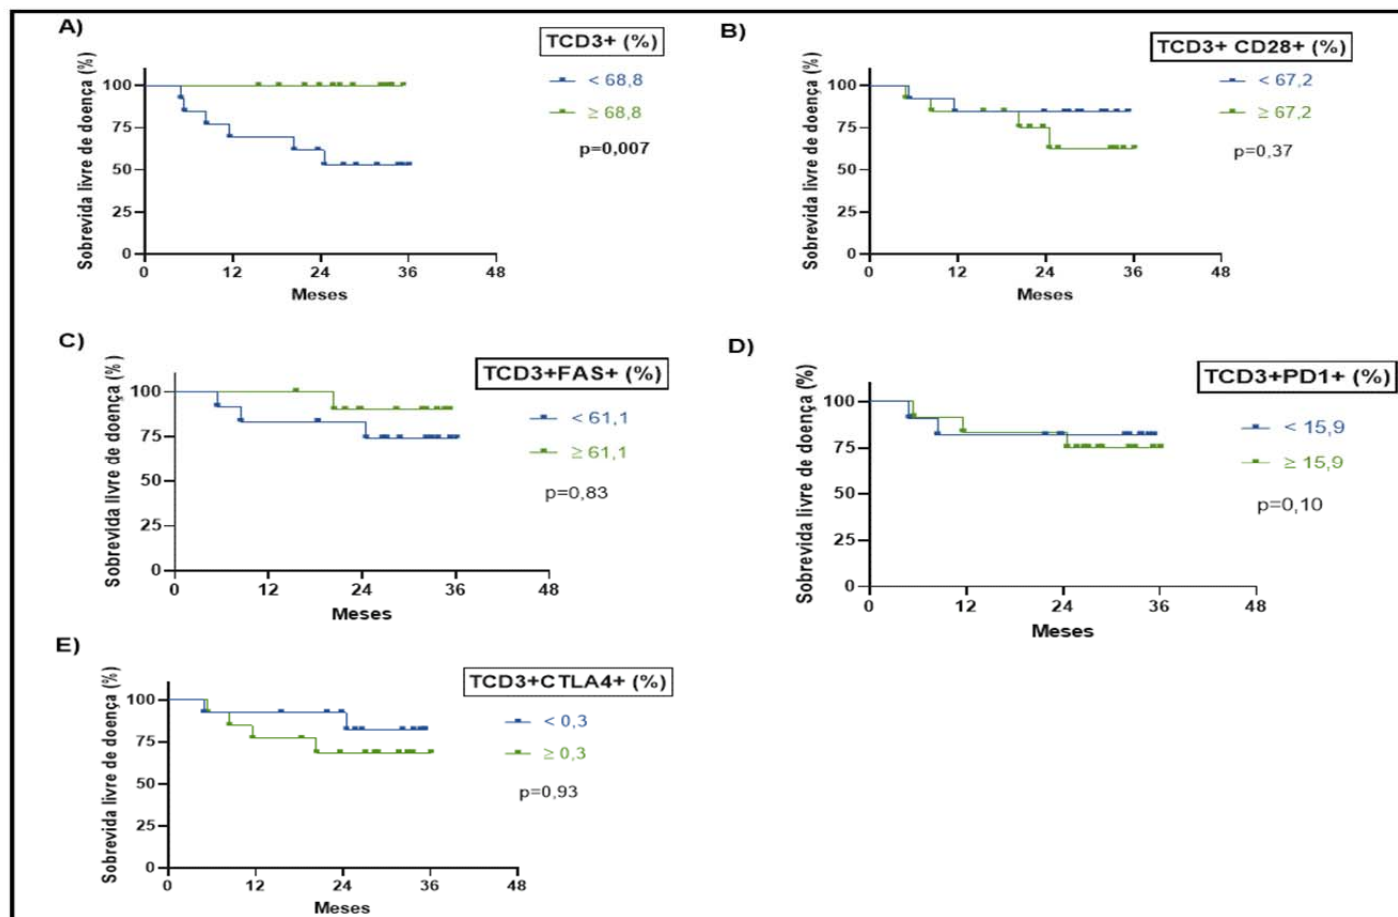 A)
TCD3+ (%)
Sobrevida livre de doença (%)
100
75
50
25
0
0 12 24 36 48
Meses
< 68,8
≥ 68,8
p=0,007
B)
TCD3+ CD28+ (%)
Sobrevida livre de doença (%)
100
75
50
25
0
0 12 24 36 48
Meses
< 67,2
≥ 67,2
p=0,37
C)
TCD3+FAS+ (%)
Sobrevida livre de doença (%)
100
75
50
25
0
0 12 24 36 48
Meses
< 61,1
≥ 61,1
p=0,83
D)
TCD3+PD1+ (%)
Sobrevida livre de doença (%)
100
75
50
25
0
0 12 24 36 48
Meses
< 15,9
≥ 15,9
p=0,10
E)
TCD3+CTLA4+ (%)
Sobrevida livre de doença (%)
100
75
50
25
0
0 12 24 36 48
Meses
< 0,3
≥ 0,3
p=0,93